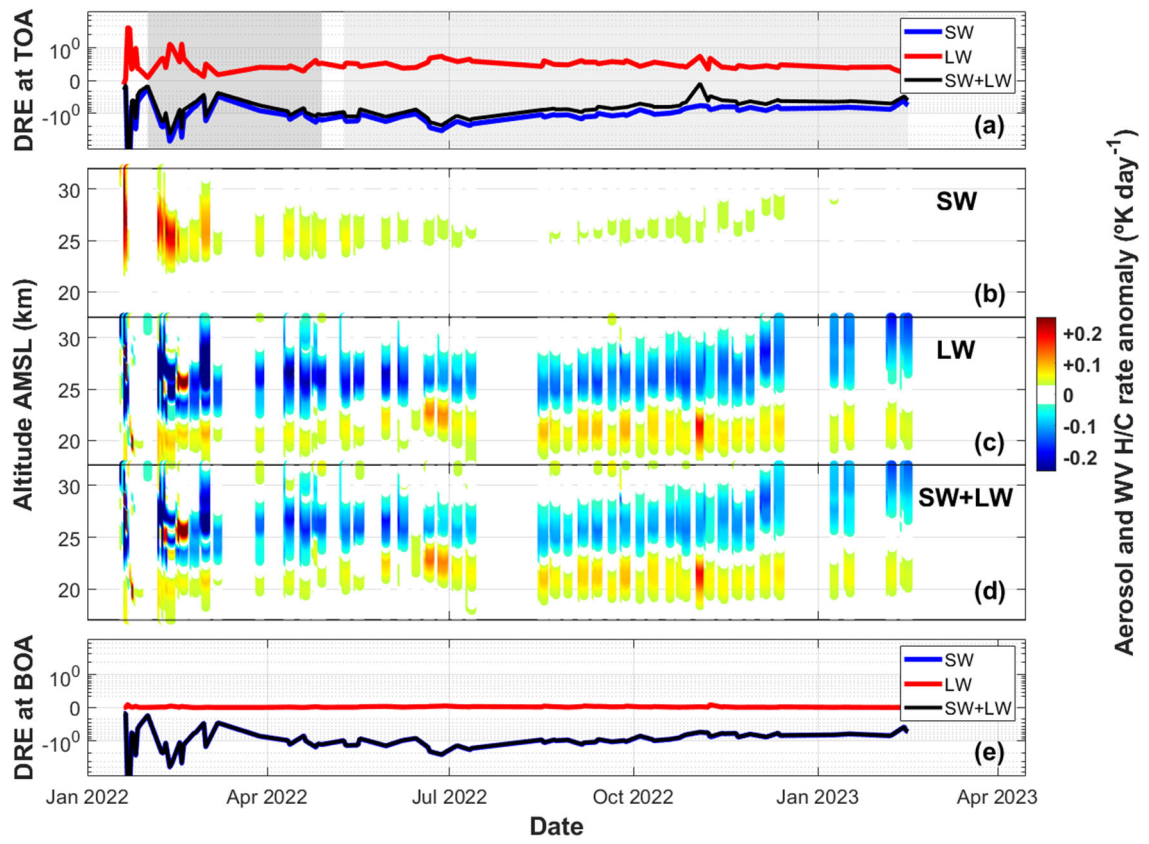 DRE at TOA
10⁰
0
-10⁰
SW
LW
SW+LW
(a)
Altitude AMSL (km)
30
25
20
SW
(b)
30
25
20
LW
(c)
30
25
20
SW+LW
(d)
+0.2
+0.1
0
-0.1
-0.2
Aerosol and WV H/C rate anomaly (ºK day⁻¹)
DRE at BOA
10⁰
0
-10⁰
SW
LW
SW+LW
(e)
Jan 2022
Apr 2022
Jul 2022
Oct 2022
Jan 2023
Apr 2023
Date